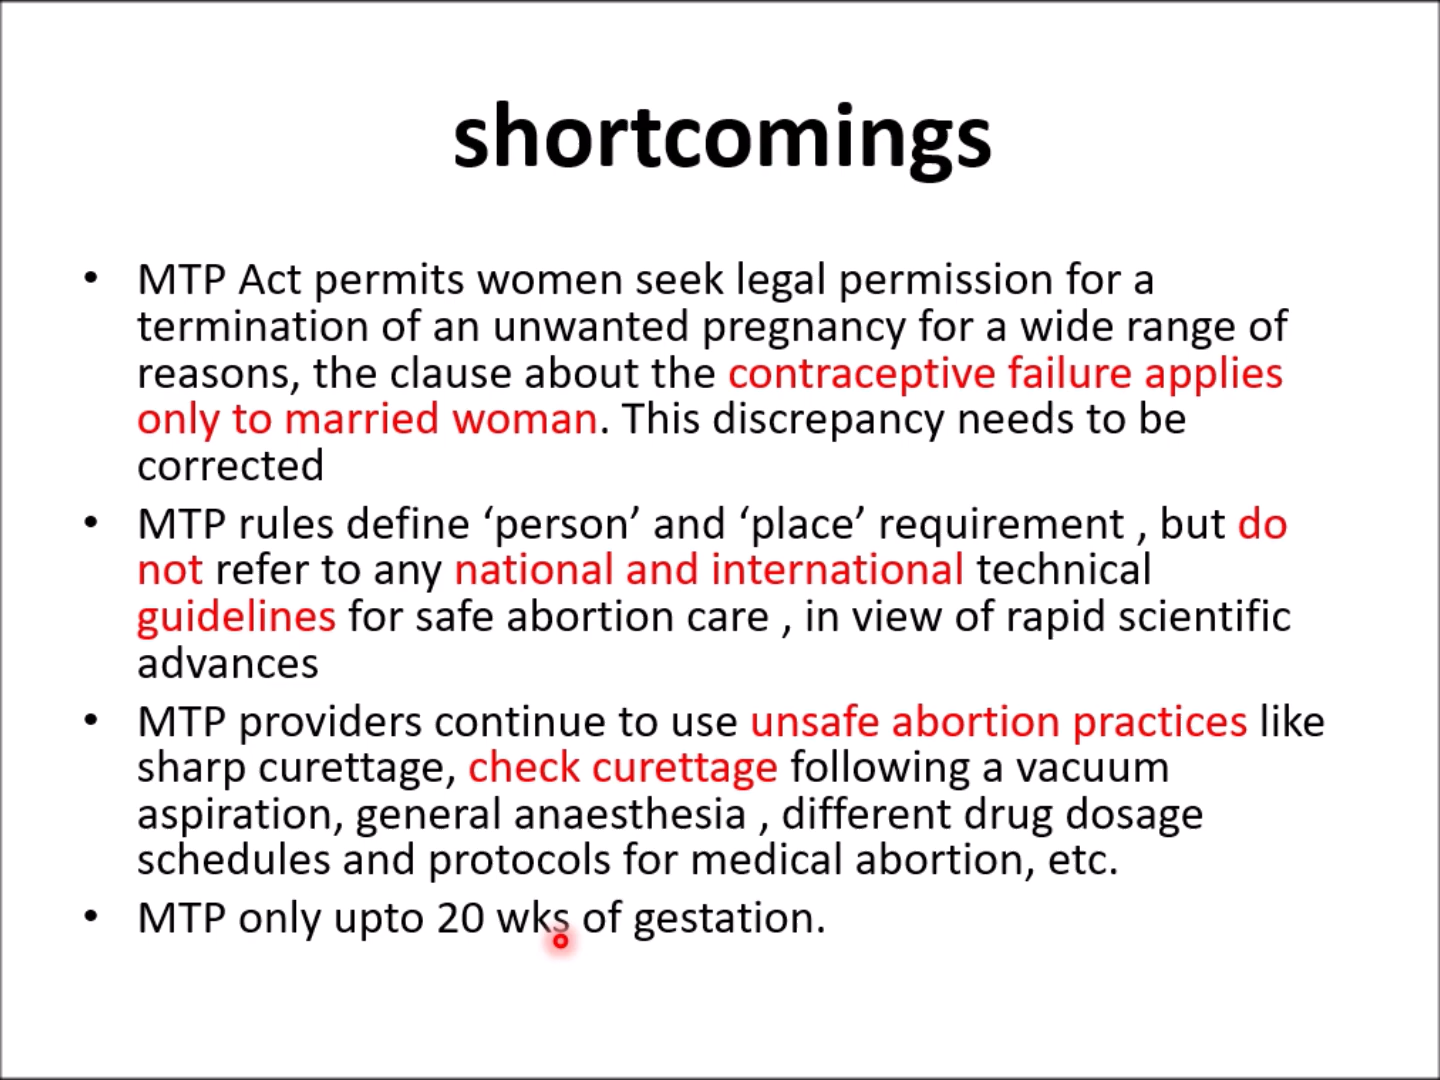 shortcomings
• MTP Act permits women seek legal permission for a
termination of an unwanted pregnancy for a wide range of
reasons, the clause about the contraceptive failure applies
only to married woman. This discrepancy needs to be
corrected
• MTP rules define ‘person’ and ‘place’ requirement , but do
not refer to any national and international technical
guidelines for safe abortion care , in view of rapid scientific
advances
• MTP providers continue to use unsafe abortion practices like
sharp curettage, check curettage following a vacuum
aspiration, general anaesthesia , different drug dosage
schedules and protocols for medical abortion, etc.
• MTP only upto 20 wks of gestation.